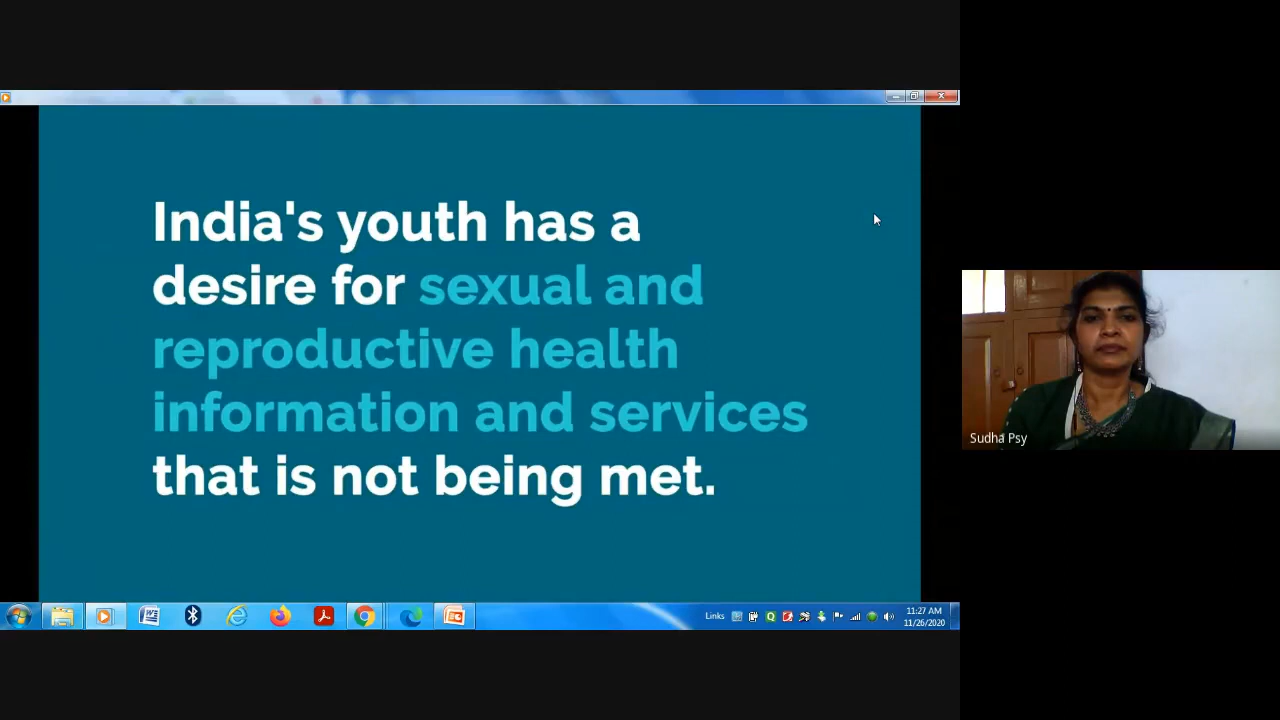 India's youth has a
desire for sexual and
reproductive health
information and services
that is not being met.
Sudha Psy
Links
11:27 AM
11/26/2020